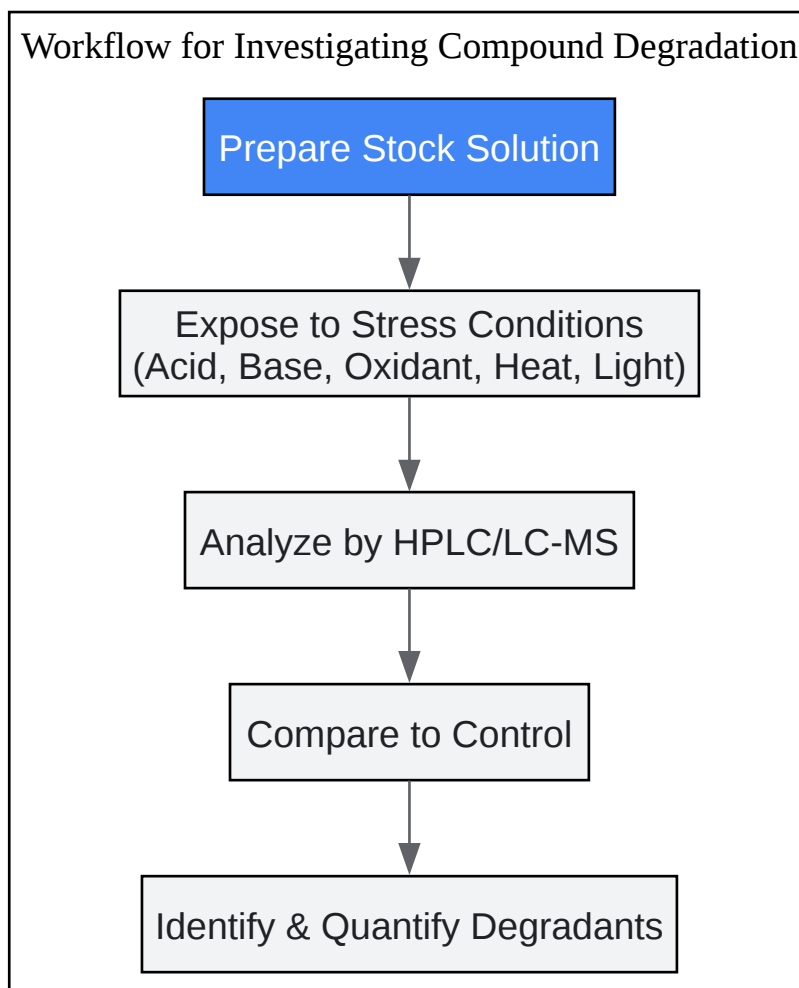 Workflow for Investigating Compound Degradation
Prepare Stock Solution
Expose to Stress Conditions
(Acid, Base, Oxidant, Heat, Light)
Analyze by HPLC/LC-MS
Compare to Control
Identify & Quantify Degradants